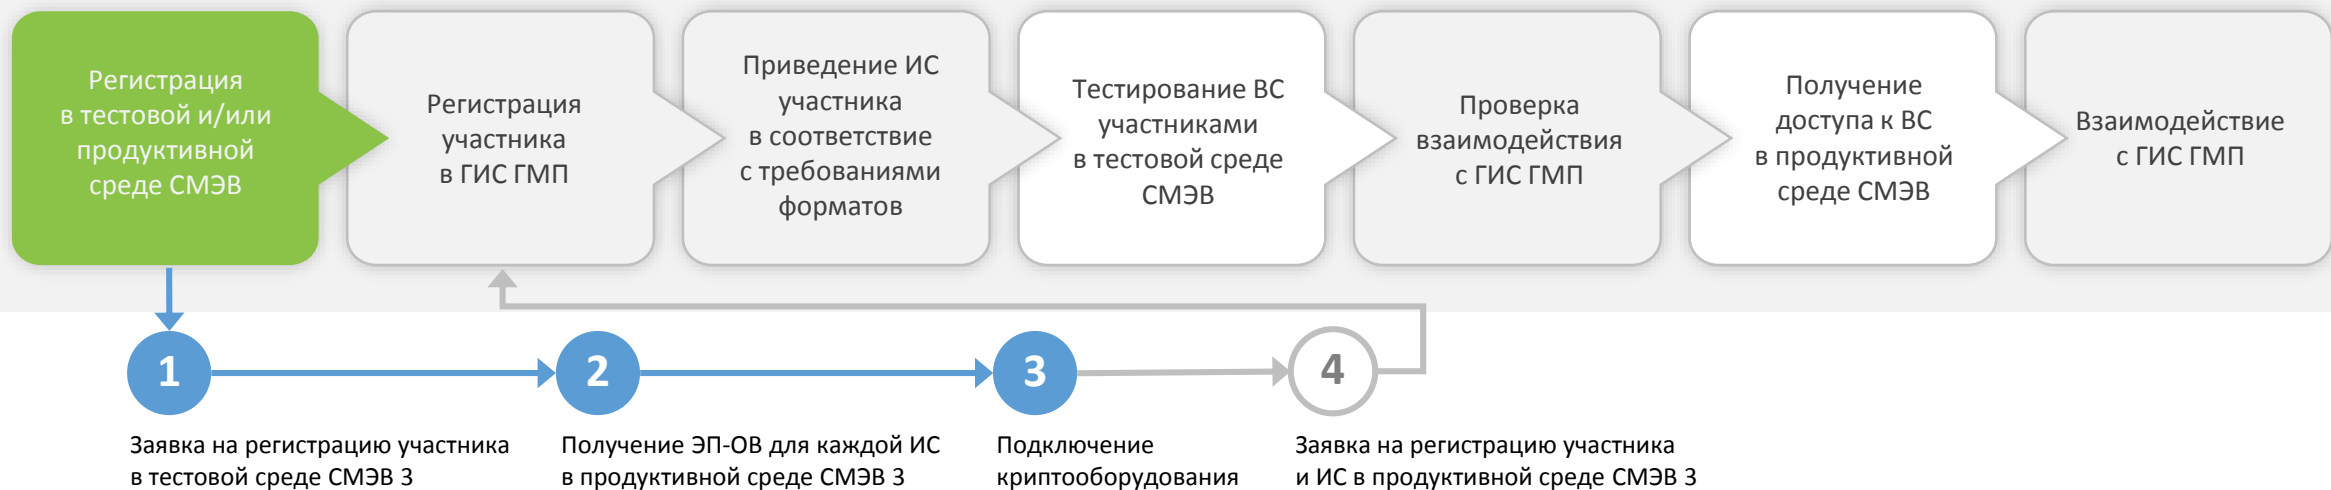 Регистрация
в тестовой и/или
продуктивной
среде СМЭВ
Регистрация
участника
в ГИС ГМП
Приведение ИС
участника
в соответствие
с требованиями
форматов
Тестирование ВС
участниками
в тестовой среде
СМЭВ
Проверка
взаимодействия
с ГИС ГМП
Получение
доступа к ВС
в продуктивной
среде СМЭВ
Взаимодействие
с ГИС ГМП
1
2
3
4
Заявка на регистрацию участника
в тестовой среде СМЭВ 3
Получение ЭП-ОВ для каждой ИС
в продуктивной среде СМЭВ 3
Подключение
криптооборудования
Заявка на регистрацию участника
и ИС в продуктивной среде СМЭВ 3